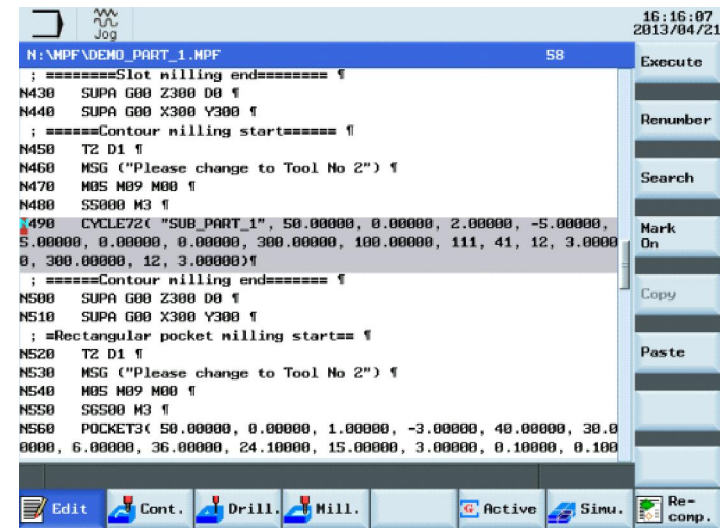 Jog
16:16:07
2013/04/21
N:\MPF\DEMO_PART_1.MPF 58
; ========Slot milling end======== ¶
N430 SUPA G00 Z300 D0 ¶
N440 SUPA G00 X300 Y300 ¶
; ======Contour milling start====== ¶
N450 T2 D1 ¶
N460 MSG ("Please change to Tool No 2") ¶
N470 M05 M09 M00 ¶
N480 S5000 M3 ¶
N490 CYCLE72( "SUB_PART_1", 50.00000, 0.00000, 2.00000, -5.00000,
5.00000, 0.00000, 0.00000, 300.00000, 100.00000, 111, 41, 12, 3.0000
0, 300.00000, 12, 3.00000)¶
; ======Contour milling end======= ¶
N500 SUPA G00 Z300 D0 ¶
N510 SUPA G00 X300 Y300 ¶
; =Rectangular pocket milling start== ¶
N520 T2 D1 ¶
N530 MSG ("Please change to Tool No 2") ¶
N540 M05 M09 M00 ¶
N550 S6500 M3 ¶
N560 POCKET3( 50.00000, 0.00000, 1.00000, -3.00000, 40.00000, 30.0
0000, 6.00000, 36.00000, 24.10000, 15.00000, 3.00000, 0.10000, 0.100
Execute
Renumber
Search
Mark
On
Copy
Paste
Edit
Cont.
Drill.
Mill.
Active
Simu.
Re-
comp.